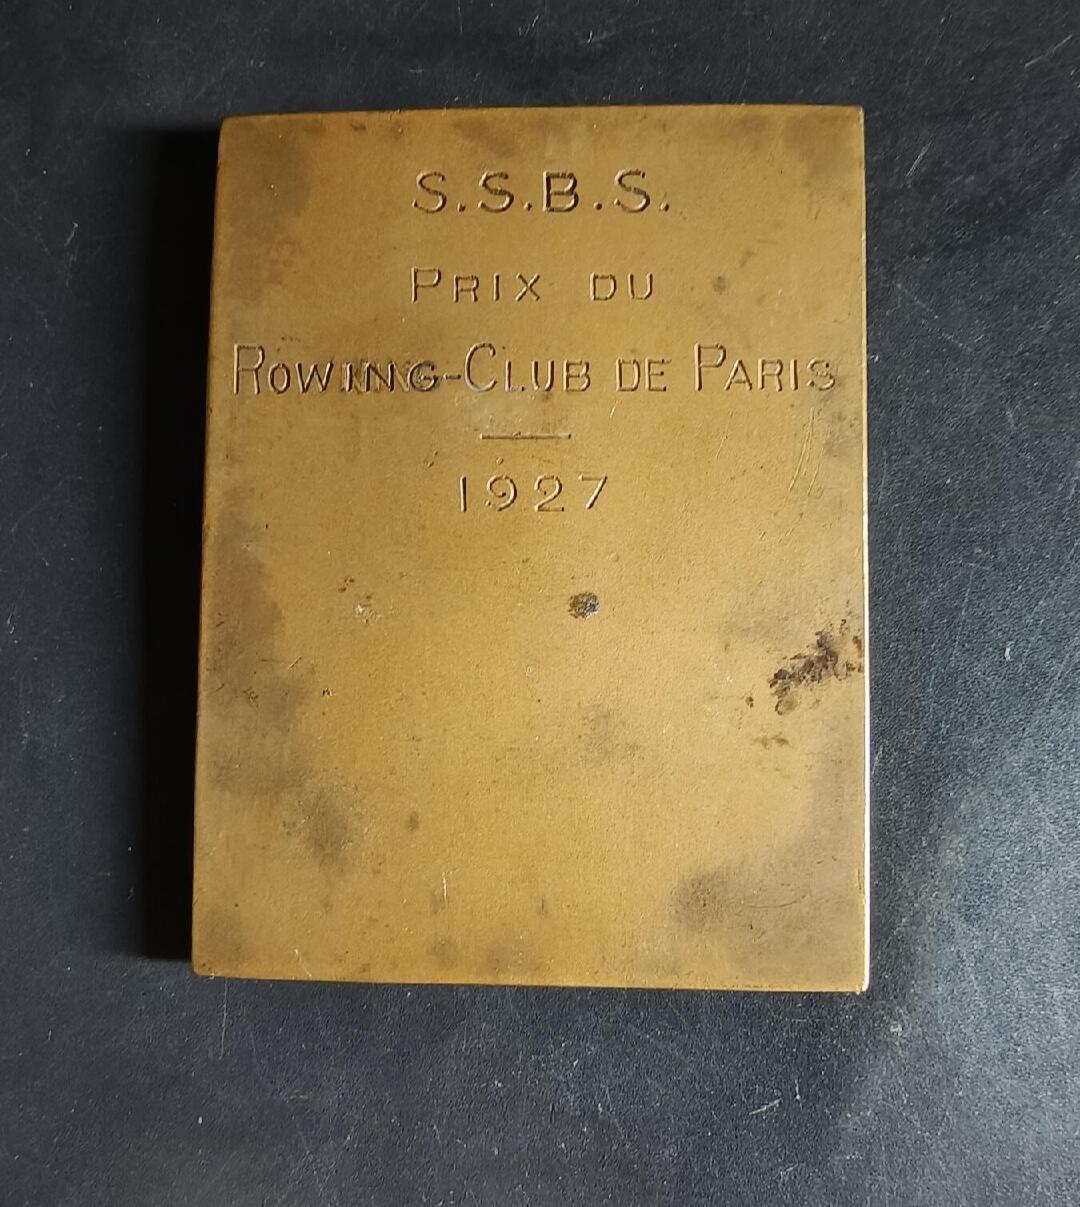 S.S.B.S.
PRIX DU
ROWING-CLUB DE PARIS
1927